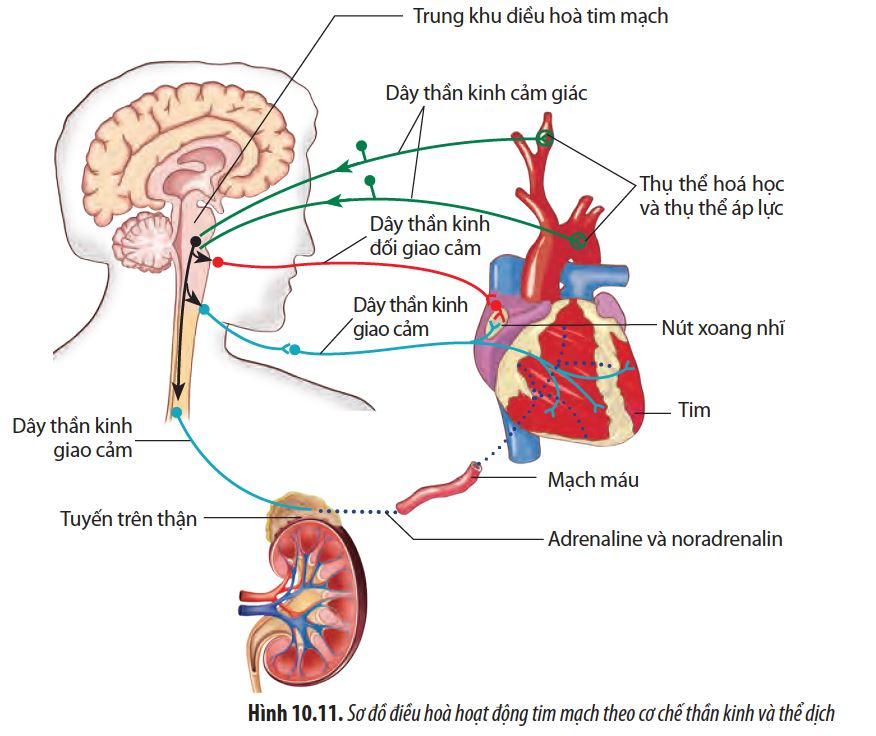 Trung khu điều hoà tim mạch
Dây thần kinh cảm giác
Thụ thể hoá học
và thụ thể áp lực
Dây thần kinh
đối giao cảm
Dây thần kinh
giao cảm
Nút xoang nhĩ
Tim
Dây thần kinh
giao cảm
Mạch máu
Tuyến trên thận
Adrenaline và noradrenalin
Hình 10.11. Sơ đồ điều hoà hoạt động tim mạch theo cơ chế thần kinh và thể dịch